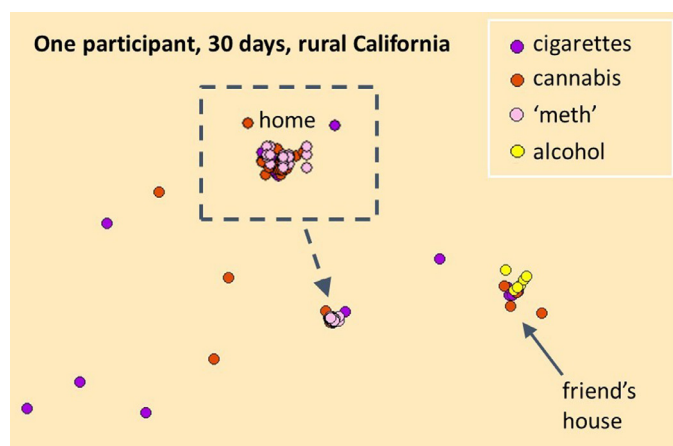 One participant, 30 days, rural California
cigarettes
cannabis
'meth'
alcohol
home
friend's
house